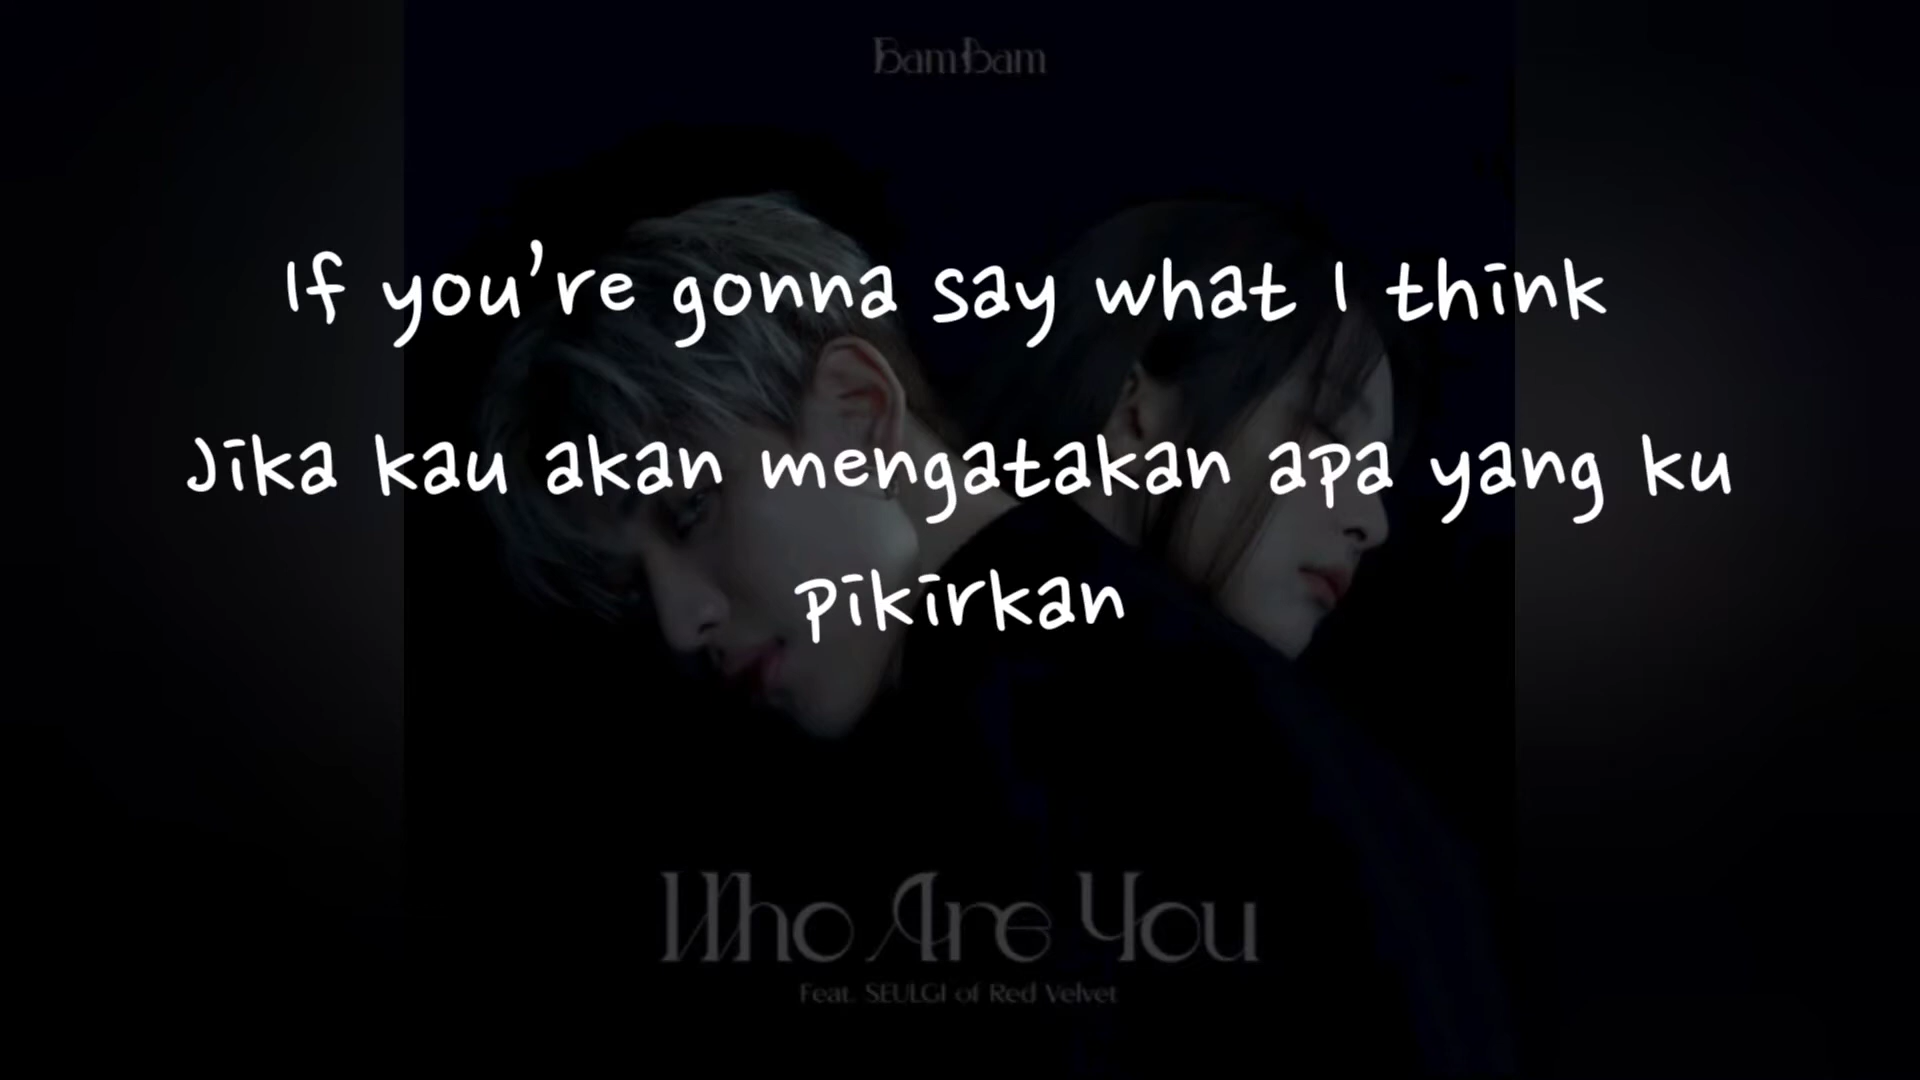 BamBam
If you're gonna say what I think
Jika kau akan mengatakan apa yang ku
pikirkan
Who Are You
Feat. SEULGI of Red Velvet